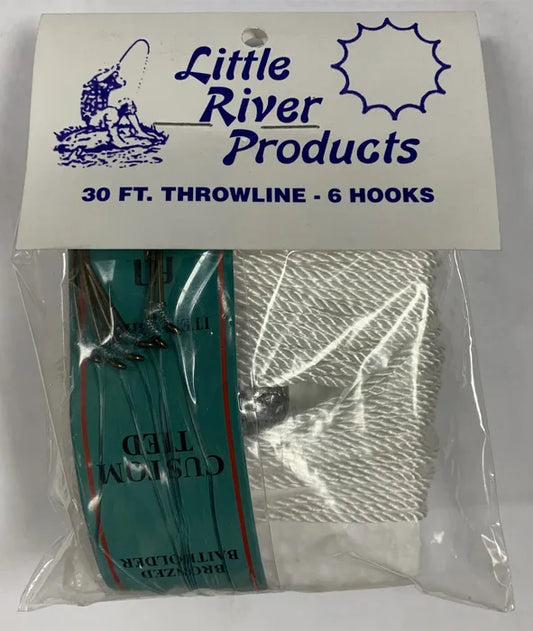 Little
River
Products
30 FT. THROWLINE - 6 HOOKS
CUSTOM
TIED
BRONZED
BAITHOLDER